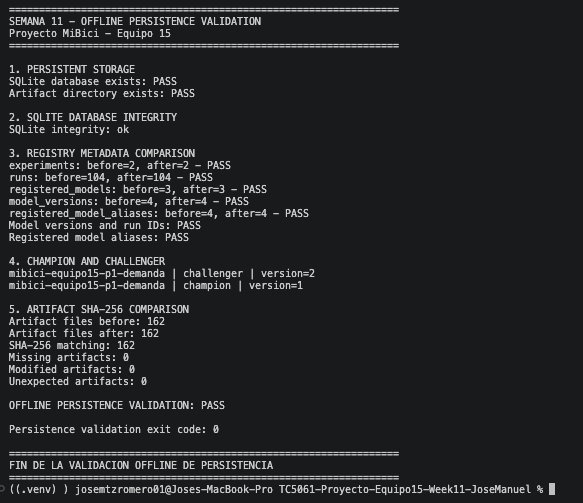 ============================================================
SEMANA 11 - OFFLINE PERSISTENCE VALIDATION
Proyecto MiBici - Equipo 15
============================================================
1. PERSISTENT STORAGE
SQLite database exists: PASS
Artifact directory exists: PASS
2. SQLITE DATABASE INTEGRITY
SQLite integrity: ok
3. REGISTRY METADATA COMPARISON
experiments: before=2, after=2 - PASS
runs: before=104, after=104 - PASS
registered_models: before=3, after=3 - PASS
model_versions: before=4, after=4 - PASS
registered_model_aliases: before=4, after=4 - PASS
Model versions and run IDs: PASS
Registered model aliases: PASS
4. CHAMPION AND CHALLENGER
mibici-equipo15-p1-demanda | challenger | version=2
mibici-equipo15-p1-demanda | champion | version=1
5. ARTIFACT SHA-256 COMPARISON
Artifact files before: 162
Artifact files after: 162
SHA-256 matching: 162
Missing artifacts: 0
Modified artifacts: 0
Unexpected artifacts: 0
OFFLINE PERSISTENCE VALIDATION: PASS
Persistence validation exit code: 0
============================================================
FIN DE LA VALIDACION OFFLINE DE PERSISTENCIA
============================================================
((.venv) ) josemtzromero01@Joses-MacBook-Pro TC5061-Proyecto-Equipo15-Week11-JoseManuel %